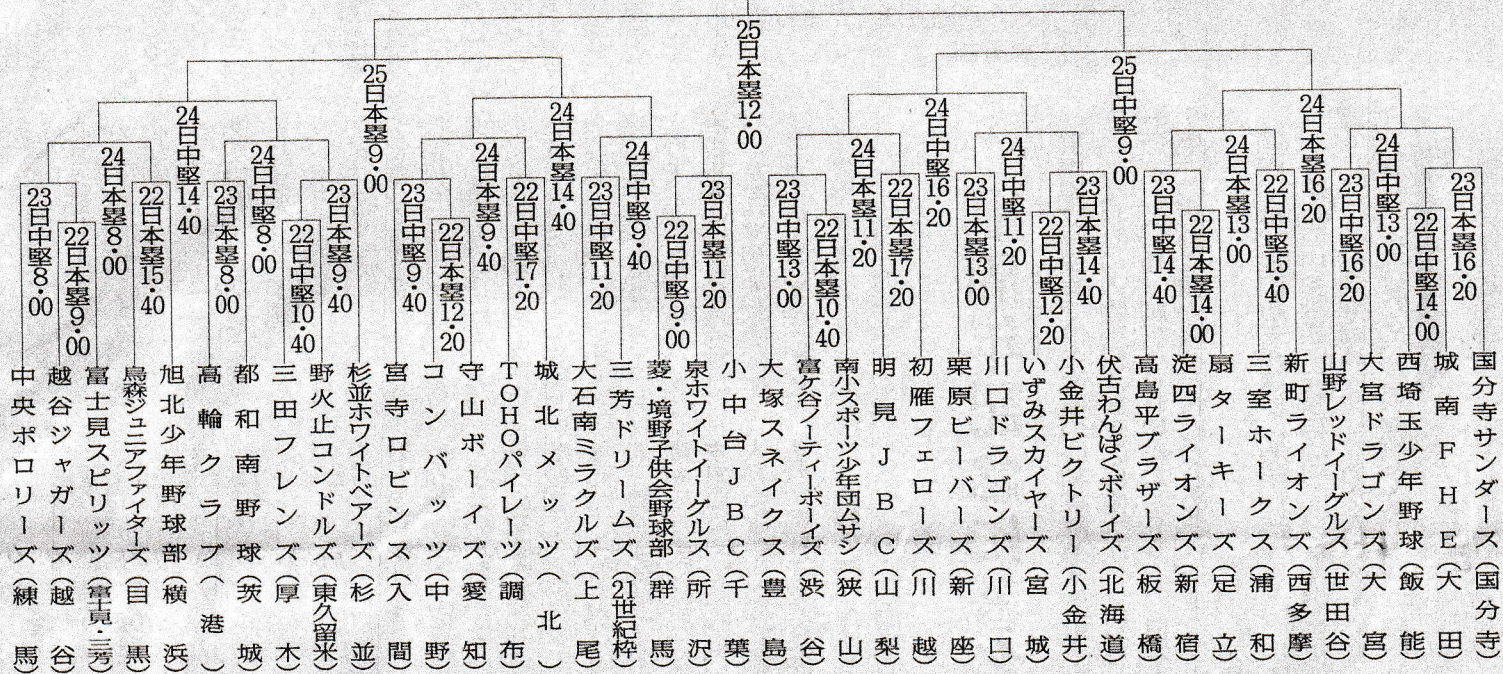 25日本塁12・00
25日本塁9・00
25日中堅9・00
24日中堅14・40
24日本塁14・40
24日中堅16・20
24日本塁16・20
24日本塁8・00
24日中堅8・00
24日本塁9・40
24日中堅9・40
24日本塁11・20
24日中堅11・20
24日本塁13・00
24日中堅13・00
23日中堅8・00
22日本塁15・40
23日本塁8・00
23日本塁9・40
23日中堅9・40
22日中堅17・20
23日中堅11・20
23日本塁11・20
23日中堅13・00
22日本塁17・20
23日本塁13・00
23日本塁14・40
23日中堅14・40
22日中堅15・40
23日中堅16・20
23日本塁16・20
22日本塁9・00
22日中堅10・40
22日本塁12・20
22日中堅9・00
22日本塁10・40
22日中堅12・20
22日本塁14・00
22日中堅14・00
中央ポロリーズ(練馬)
越谷ジャガーズ(越谷)
富士見スピリッツ(富士見・三芳)
烏森ジュニアファイターズ(目黒)
旭北少年野球部(横浜)
高輪クラブ(港)
都和南野球(茨城)
三田フレンズ(厚木)
野火止コンドルズ(東久留米)
杉並ホワイトベアーズ(杉並)
宮寺ロビンス(入間)
コンバッツ(中野)
守山ボーイズ(愛知)
TOHOパイレーツ(調布)
城北メッツ(北)
大石南ミラクルズ(上尾)
三芳ドリームズ(21世紀枠)
菱・境野子供会野球部(群馬)
泉ホワイトイーグルス(所沢)
小中台JBC(千葉)
大塚スネイクス(豊島)
富ケ谷ノーティーボーイズ(渋谷)
南小スポーツ少年団ムサシ(狭山)
明見JBC(山梨)
初雁フェローズ(川越)
栗原ビーバーズ(新座)
川口ドラゴンズ(川口)
いずみスカイヤーズ(宮城)
小金井ビクトリー(小金井)
伏古わんぱくボーイズ(北海道)
高島平ブラザーズ(板橋)
淀四ライオンズ(新宿)
扇ターキーズ(足立)
三室ホークス(浦和)
新町ライオンズ(西多摩)
山野レッドイーグルス(世田谷)
大宮ドラゴンズ(大宮)
西埼玉少年野球(飯能)
城南FHE(大田)
国分寺サンダース(国分寺)